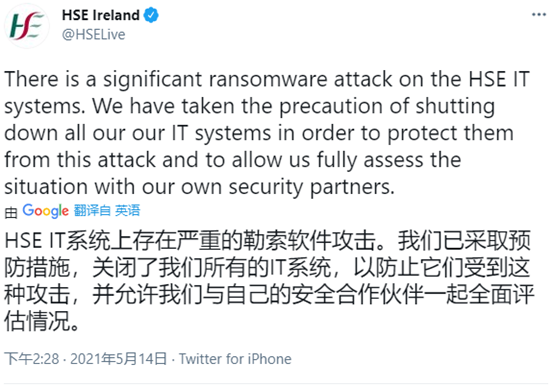 HSE Ireland
@HSELive
There is a significant ransomware attack on the HSE IT
systems. We have taken the precaution of shutting
down all our our IT systems in order to protect them
from this attack and to allow us fully assess the
situation with our own security partners.
由 Google 翻译自 英语
HSE IT系统上存在严重的勒索软件攻击。我们已采取预
防措施，关闭了我们所有的IT系统，以防止它们受到这
种攻击，并允许我们与自己的安全合作伙伴一起全面评
估情况。
下午2:28 · 2021年5月14日 · Twitter for iPhone